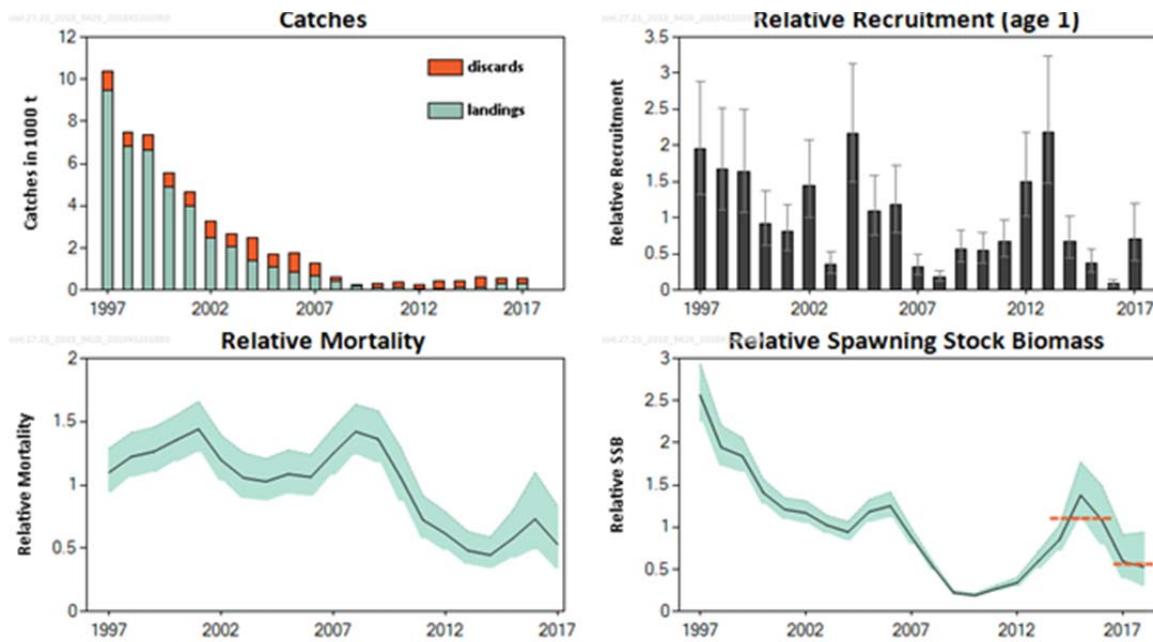 Catches
Catches in 1000 t
12
10
8
6
4
2
0
discards
landings
1997 2002 2007 2012 2017
Relative Recruitment (age 1)
Relative Recruitment
3.5
3
2.5
2
1.5
1
0.5
0
1997 2002 2007 2012 2017
Relative Mortality
Relative Mortality
2
1.5
1
0.5
0
1997 2002 2007 2012 2017
Relative Spawning Stock Biomass
Relative SSB
3
2.5
2
1.5
1
0.5
0
1997 2002 2007 2012 2017